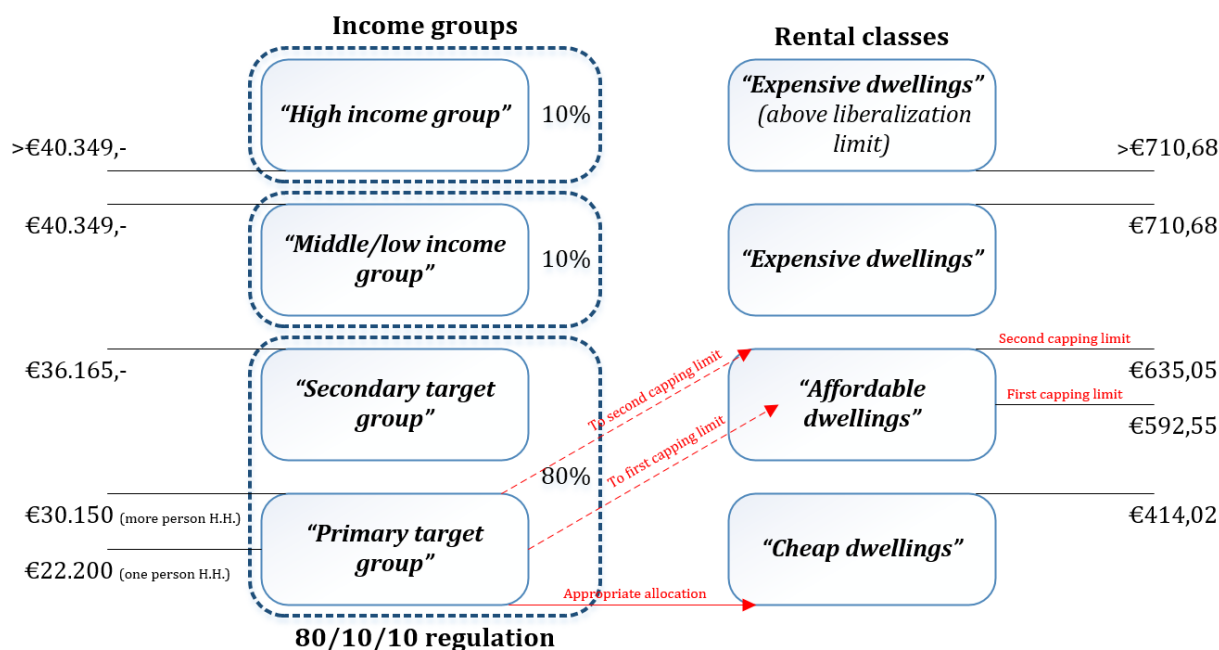 Income groups
Rental classes
“High income group”
10%
“Expensive dwellings”
(above liberalization
limit)
>€40.349,-
>€710,68
€40.349,-
“Middle/low income
group”
10%
“Expensive dwellings”
€710,68
€36.165,-
“Secondary target
group”
80%
To second capping limit
To first capping limit
“Affordable
dwellings”
Second capping limit
€635,05
First capping limit
€592,55
€30.150 (more person H.H.)
“Primary target
group”
€22.200 (one person H.H.)
Appropriate allocation
“Cheap dwellings”
€414,02
80/10/10 regulation